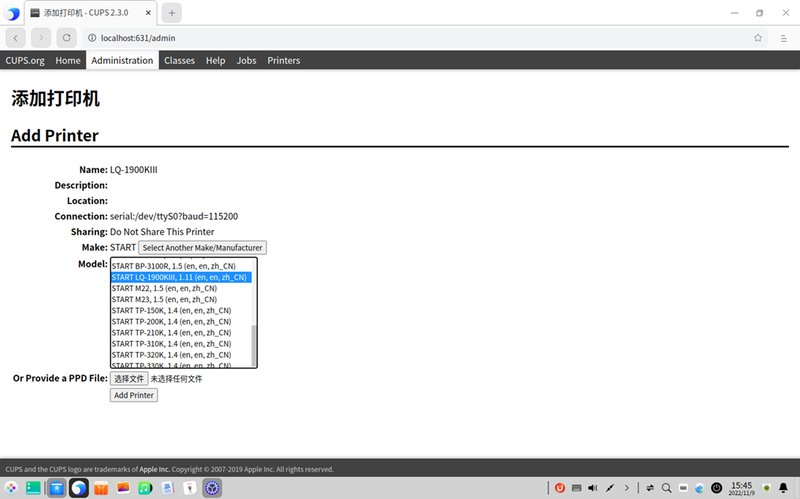 添加打印机 - CUPS 2.3.0
localhost:631/admin
CUPS.org Home Administration Classes Help Jobs Printers
添加打印机
Add Printer
Name: LQ-1900KIII
Description:
Location:
Connection: serial:/dev/ttyS0?baud=115200
Sharing: Do Not Share This Printer
Make: START Select Another Make/Manufacturer
Model:
START BP-3100R, 1.5 (en, en, zh_CN)
START LQ-1900KIII, 1.11 (en, en, zh_CN)
START M22, 1.5 (en, en, zh_CN)
START M23, 1.5 (en, en, zh_CN)
START TP-150K, 1.4 (en, en, zh_CN)
START TP-200K, 1.4 (en, en, zh_CN)
START TP-210K, 1.4 (en, en, zh_CN)
START TP-310K, 1.4 (en, en, zh_CN)
START TP-320K, 1.4 (en, en, zh_CN)
START TP-330K, 1.4 (en, en, zh_CN)
Or Provide a PPD File: 选择文件 未选择任何文件
Add Printer
CUPS and the CUPS logo are trademarks of Apple Inc. Copyright © 2007-2019 Apple Inc. All rights reserved.
9
15:45
2022/11/9